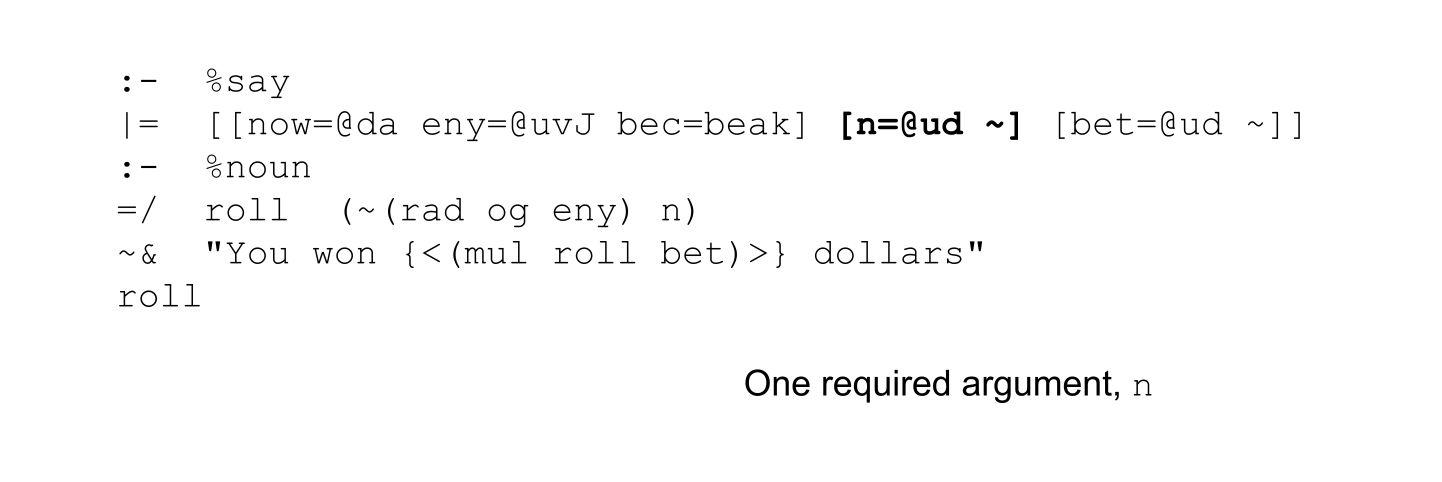 :-  %say
|=  [[now=@da eny=@uvJ bec=beak] [n=@ud ~] [bet=@ud ~]]
:-  %noun
=/  roll  (~(rad og eny) n)
~&  "You won {<(mul roll bet)>} dollars"
roll
One required argument, n